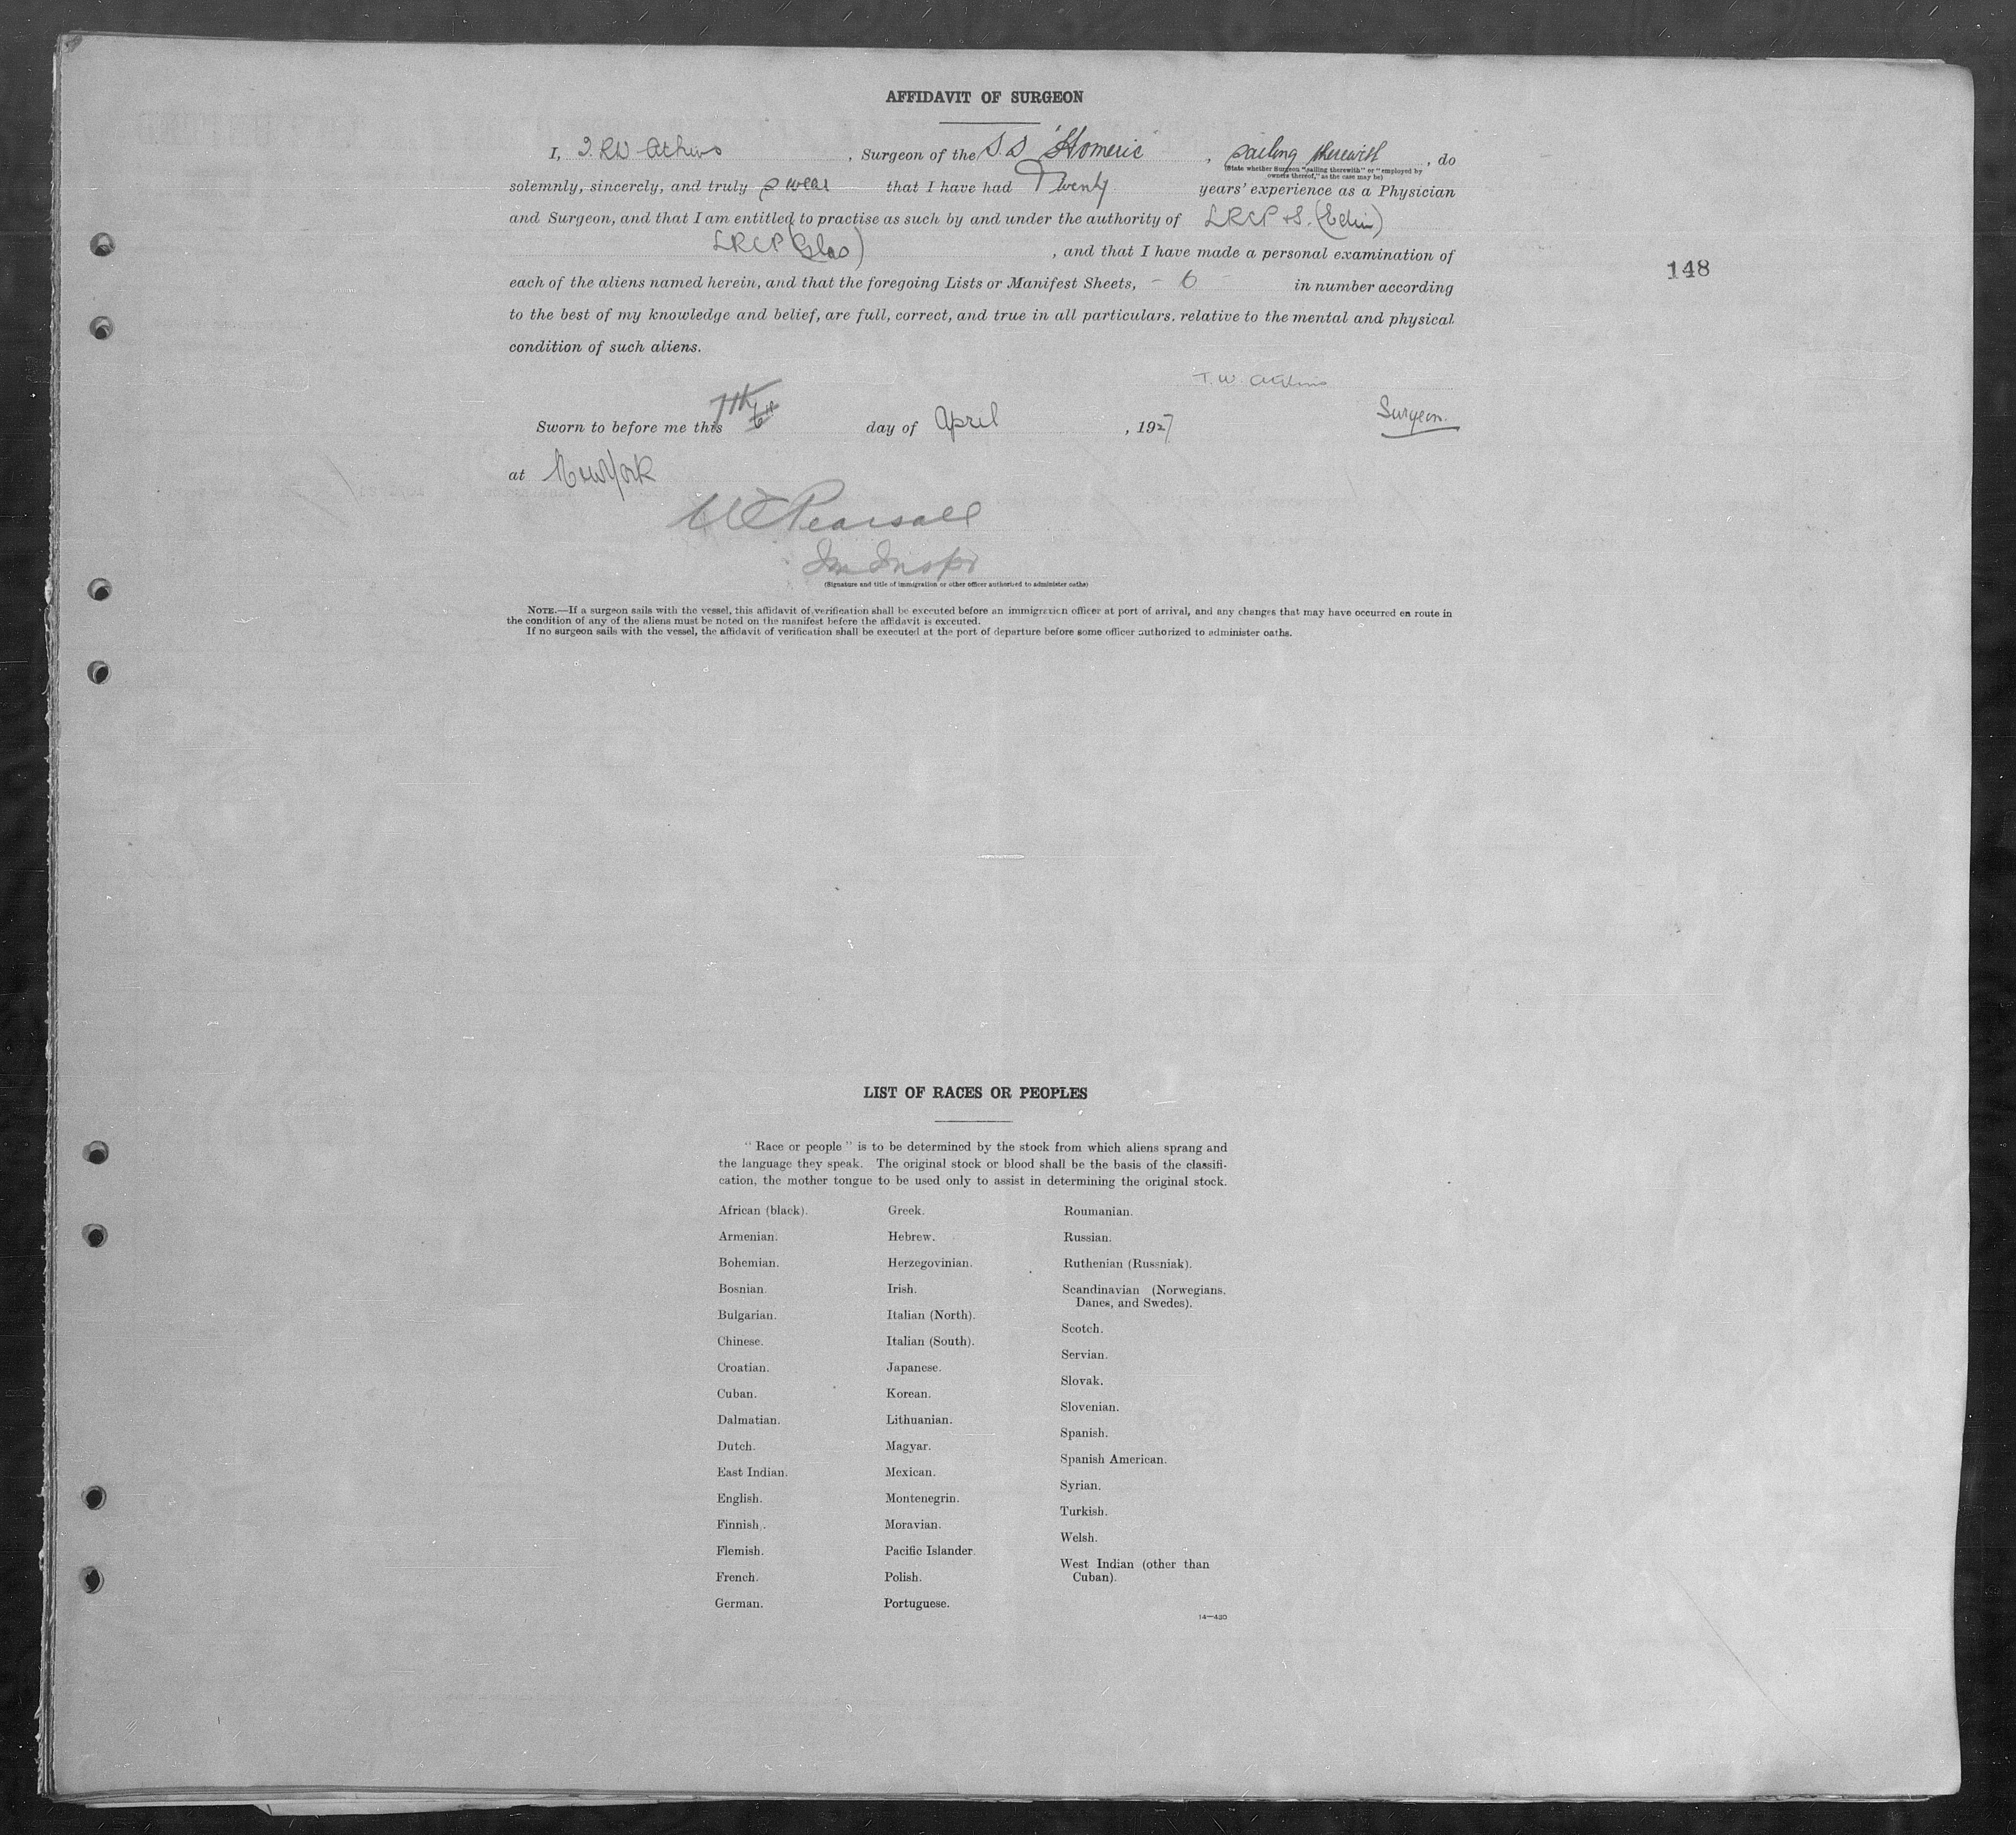 AFFIDAVIT OF SURGEON
I, RW Atkins, Surgeon of the S.S "Homeric", sailing therewith, do
(State whether Surgeon "sailing therewith" or "employed by
owners thereof," as the case may be)
solemnly, sincerely, and truly swear that I have had Twenty years' experience as a Physician
and Surgeon, and that I am entitled to practise as such by and under the authority of LRCP &S. (Edin)
LRCP (Glas), and that I have made a personal examination of
148
each of the aliens named herein, and that the foregoing Lists or Manifest Sheets, - 6 - in number according
to the best of my knowledge and belief, are full, correct, and true in all particulars, relative to the mental and physical
condition of such aliens.
T. W. Atkins
Surgeon.
Sworn to before me this 7th 6th day of April, 1927
at New York
Pearsall
Im Inspr
(Signature and title of immigration or other officer authorized to administer oaths)
NOTE.—If a surgeon sails with the vessel, this affidavit of verification shall be executed before an immigration officer at port of arrival, and any changes that may have occurred en route in
the condition of any of the aliens must be noted on the manifest before the affidavit is executed.
If no surgeon sails with the vessel, the affidavit of verification shall be executed at the port of departure before some officer authorized to administer oaths.
LIST OF RACES OR PEOPLES
"Race or people" is to be determined by the stock from which aliens sprang and
the language they speak. The original stock or blood shall be the basis of the classifi-
cation, the mother tongue to be used only to assist in determining the original stock.
African (black).
Armenian.
Bohemian.
Bosnian.
Bulgarian.
Chinese.
Croatian.
Cuban.
Dalmatian.
Dutch.
East Indian.
English.
Finnish.
Flemish.
French.
German.
Greek.
Hebrew.
Herzegovinian.
Irish.
Italian (North).
Italian (South).
Japanese.
Korean.
Lithuanian.
Magyar.
Mexican.
Montenegrin.
Moravian.
Pacific Islander.
Polish.
Portuguese.
Roumanian.
Russian.
Ruthenian (Russniak).
Scandinavian (Norwegians,
Danes, and Swedes).
Scotch.
Servian.
Slovak.
Slovenian.
Spanish.
Spanish American.
Syrian.
Turkish.
Welsh.
West Indian (other than
Cuban).
14—430